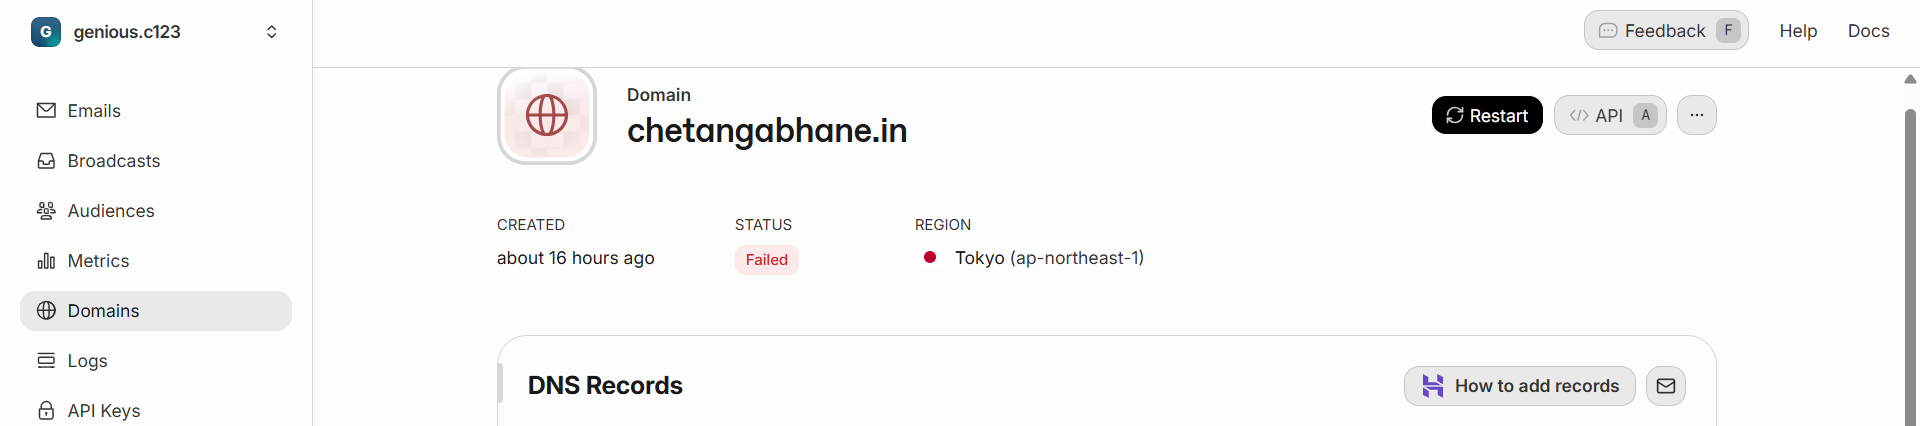 G genious.c123
Feedback F Help Docs
Emails
Broadcasts
Audiences
Metrics
Domains
Logs
API Keys
Domain
chetangabhane.in
Restart API A
CREATED STATUS REGION
about 16 hours ago Failed Tokyo (ap-northeast-1)
DNS Records How to add records